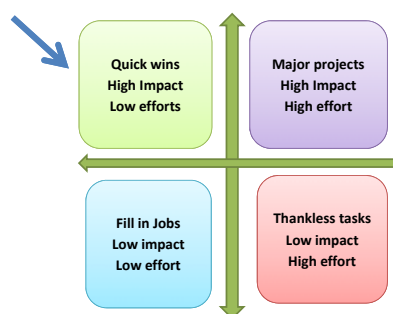 Quick wins
High Impact
Low efforts
Major projects
High Impact
High effort
Fill in Jobs
Low impact
Low effort
Thankless tasks
Low impact
High effort